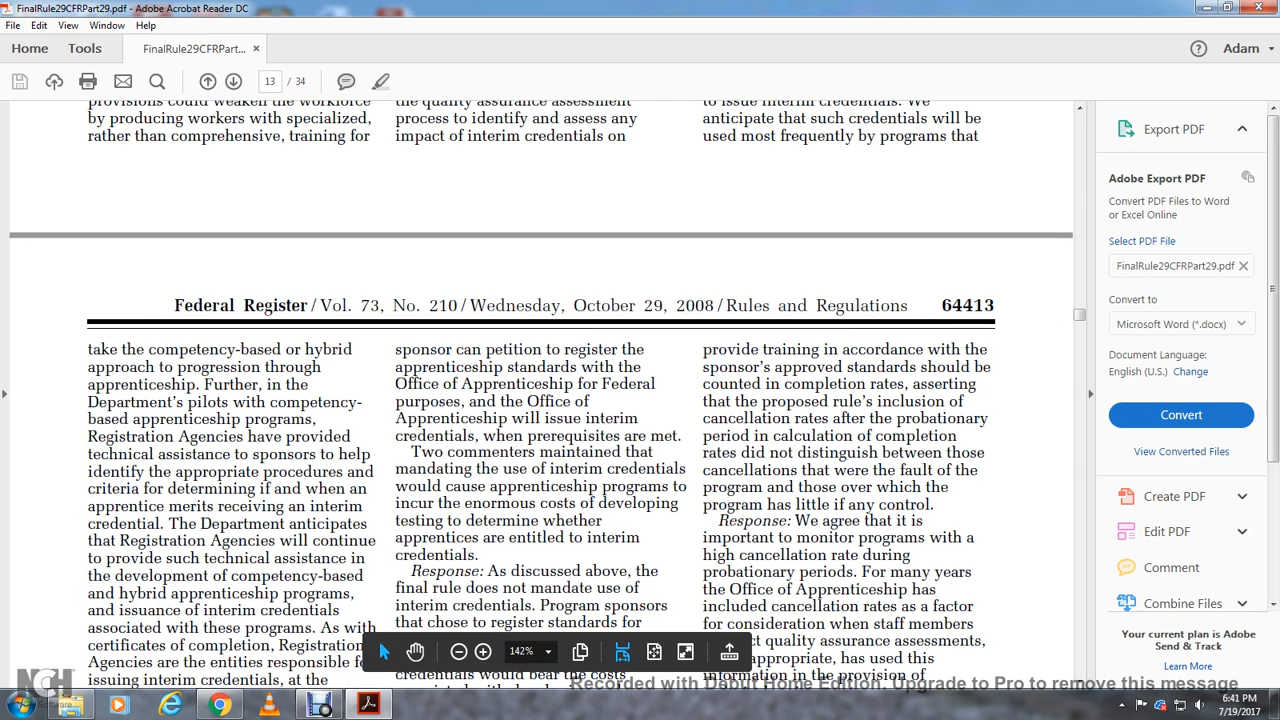 FinalRule29CFRPart29.pdf - Adobe Acrobat Reader DC
File Edit View Window Help
Home Tools FinalRule29CFRPart... × Adam
13 / 34
provisions could weaken the workforce
by producing workers with specialized,
rather than comprehensive, training for
the quality assurance assessment
process to identify and assess any
impact of interim credentials on
to issue interim credentials. We
anticipate that such credentials will be
used most frequently by programs that
Federal Register / Vol. 73, No. 210 / Wednesday, October 29, 2008 / Rules and Regulations 64413
take the competency-based or hybrid
approach to progression through
apprenticeship. Further, in the
Department's pilots with competency-
based apprenticeship programs,
Registration Agencies have provided
technical assistance to sponsors to help
identify the appropriate procedures and
criteria for determining if and when an
apprentice merits receiving an interim
credential. The Department anticipates
that Registration Agencies will continue
to provide such technical assistance in
the development of competency-based
and hybrid apprenticeship programs,
and issuance of interim credentials
associated with these programs. As with
certificates of completion, Registration
Agencies are the entities responsible
issuing interim credentials, at the
sponsor can petition to register the
apprenticeship standards with the
Office of Apprenticeship for Federal
purposes, and the Office of
Apprenticeship will issue interim
credentials, when prerequisites are met.
Two commenters maintained that
mandating the use of interim credentials
would cause apprenticeship programs to
incur the enormous costs of developing
testing to determine whether
apprentices are entitled to interim
credentials.
Response: As discussed above, the
final rule does not mandate use of
interim credentials. Program sponsors
that chose to register standards for
credentials would bear the costs
provide training in accordance with the
sponsor's approved standards should be
counted in completion rates, asserting
that the proposed rule's inclusion of
cancellation rates after the probationary
period in calculation of completion
rates did not distinguish between those
cancellations that were the fault of the
program and those over which the
program has little if any control.
Response: We agree that it is
important to monitor programs with a
high cancellation rate during
probationary periods. For many years
the Office of Apprenticeship has
included cancellation rates as a factor
for consideration when staff members
quality assurance assessments,
appropriate, has used this
information in the provision of
142%
Export PDF
Adobe Export PDF
Convert PDF Files to Word
or Excel Online
Select PDF File
FinalRule29CFRPart29.pdf ×
Convert to
Microsoft Word (*.docx)
Document Language:
English (U.S.) Change
Convert
View Converted Files
Create PDF
Edit PDF
Comment
Combine Files
Your current plan is Adobe
Send & Track
Learn More
NCH
Software
Recorded with Debut Home Edition. Upgrade to Pro to remove this message
6:41 PM
7/19/2017